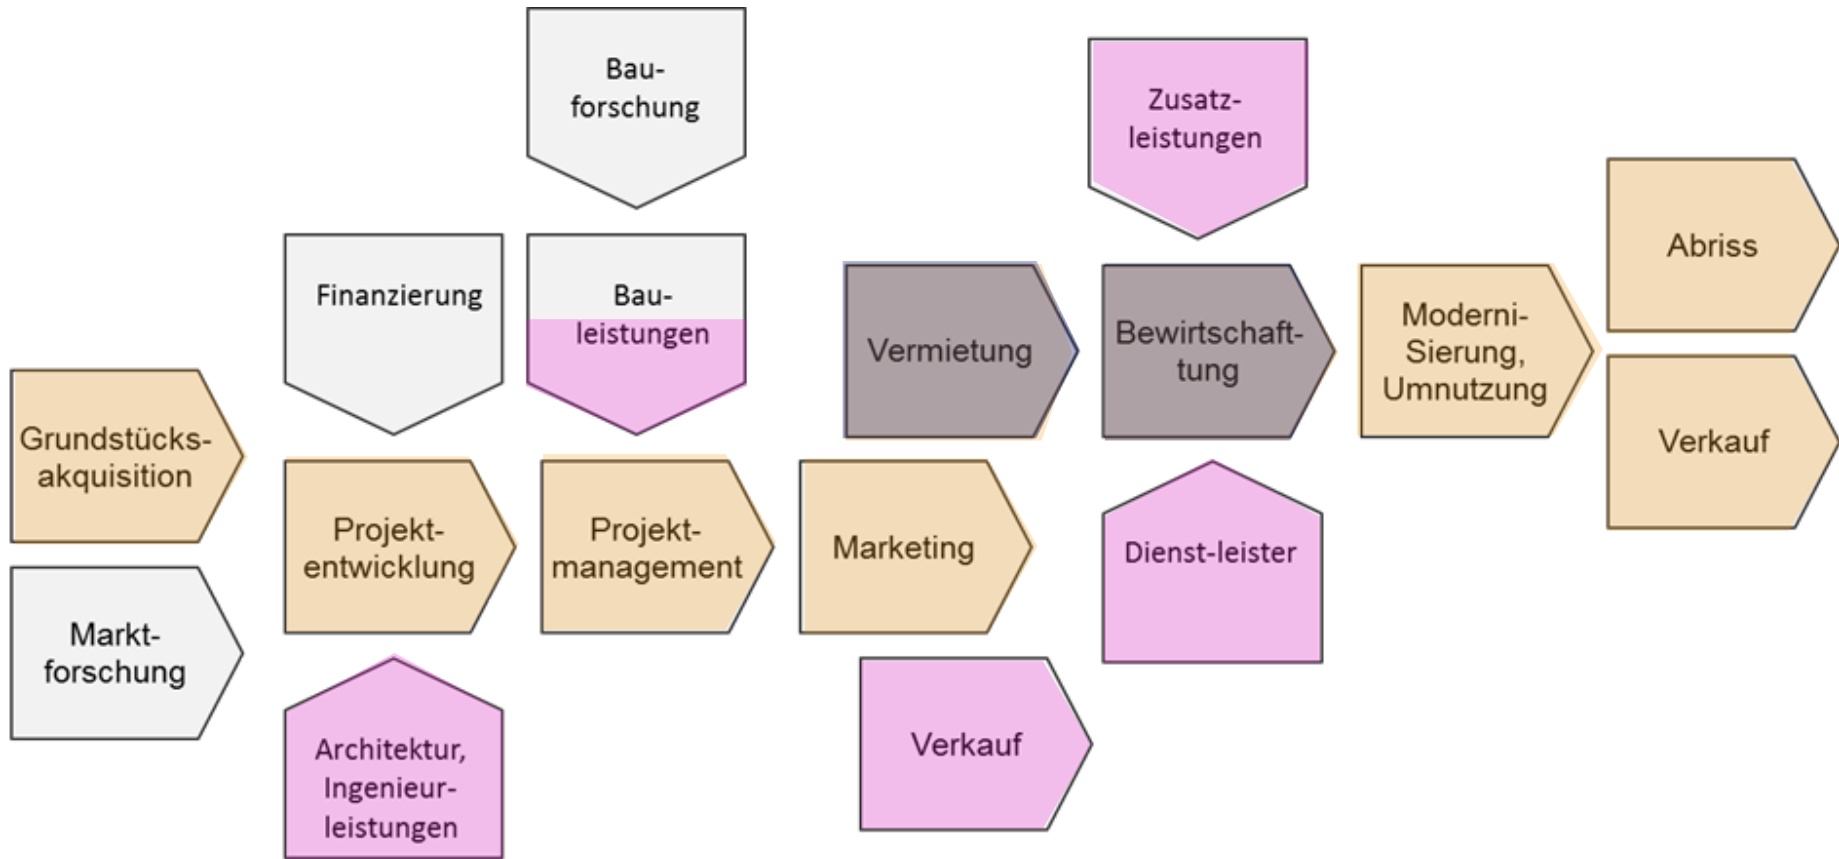 Bau-
forschung
Zusatz-
leistungen
Finanzierung
Bau-
leistungen
Abriss
Vermietung
Bewirtschaft-
tung
Moderni-
Sierung,
Umnutzung
Verkauf
Grundstücks-
akquisition
Projekt-
entwicklung
Projekt-
management
Marketing
Dienst-leister
Markt-
forschung
Architektur,
Ingenieur-
leistungen
Verkauf